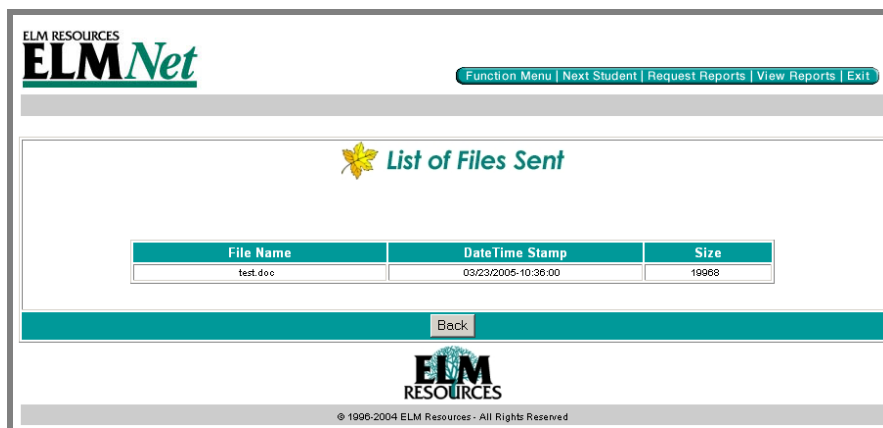 ELM RESOURCES
ELMNet
Function Menu | Next Student | Request Reports | View Reports | Exit
List of Files Sent
File Name DateTime Stamp Size
test.doc 03/23/2005-10:36:00 19968
Back
ELM
RESOURCES
© 1996-2004 ELM Resources - All Rights Reserved